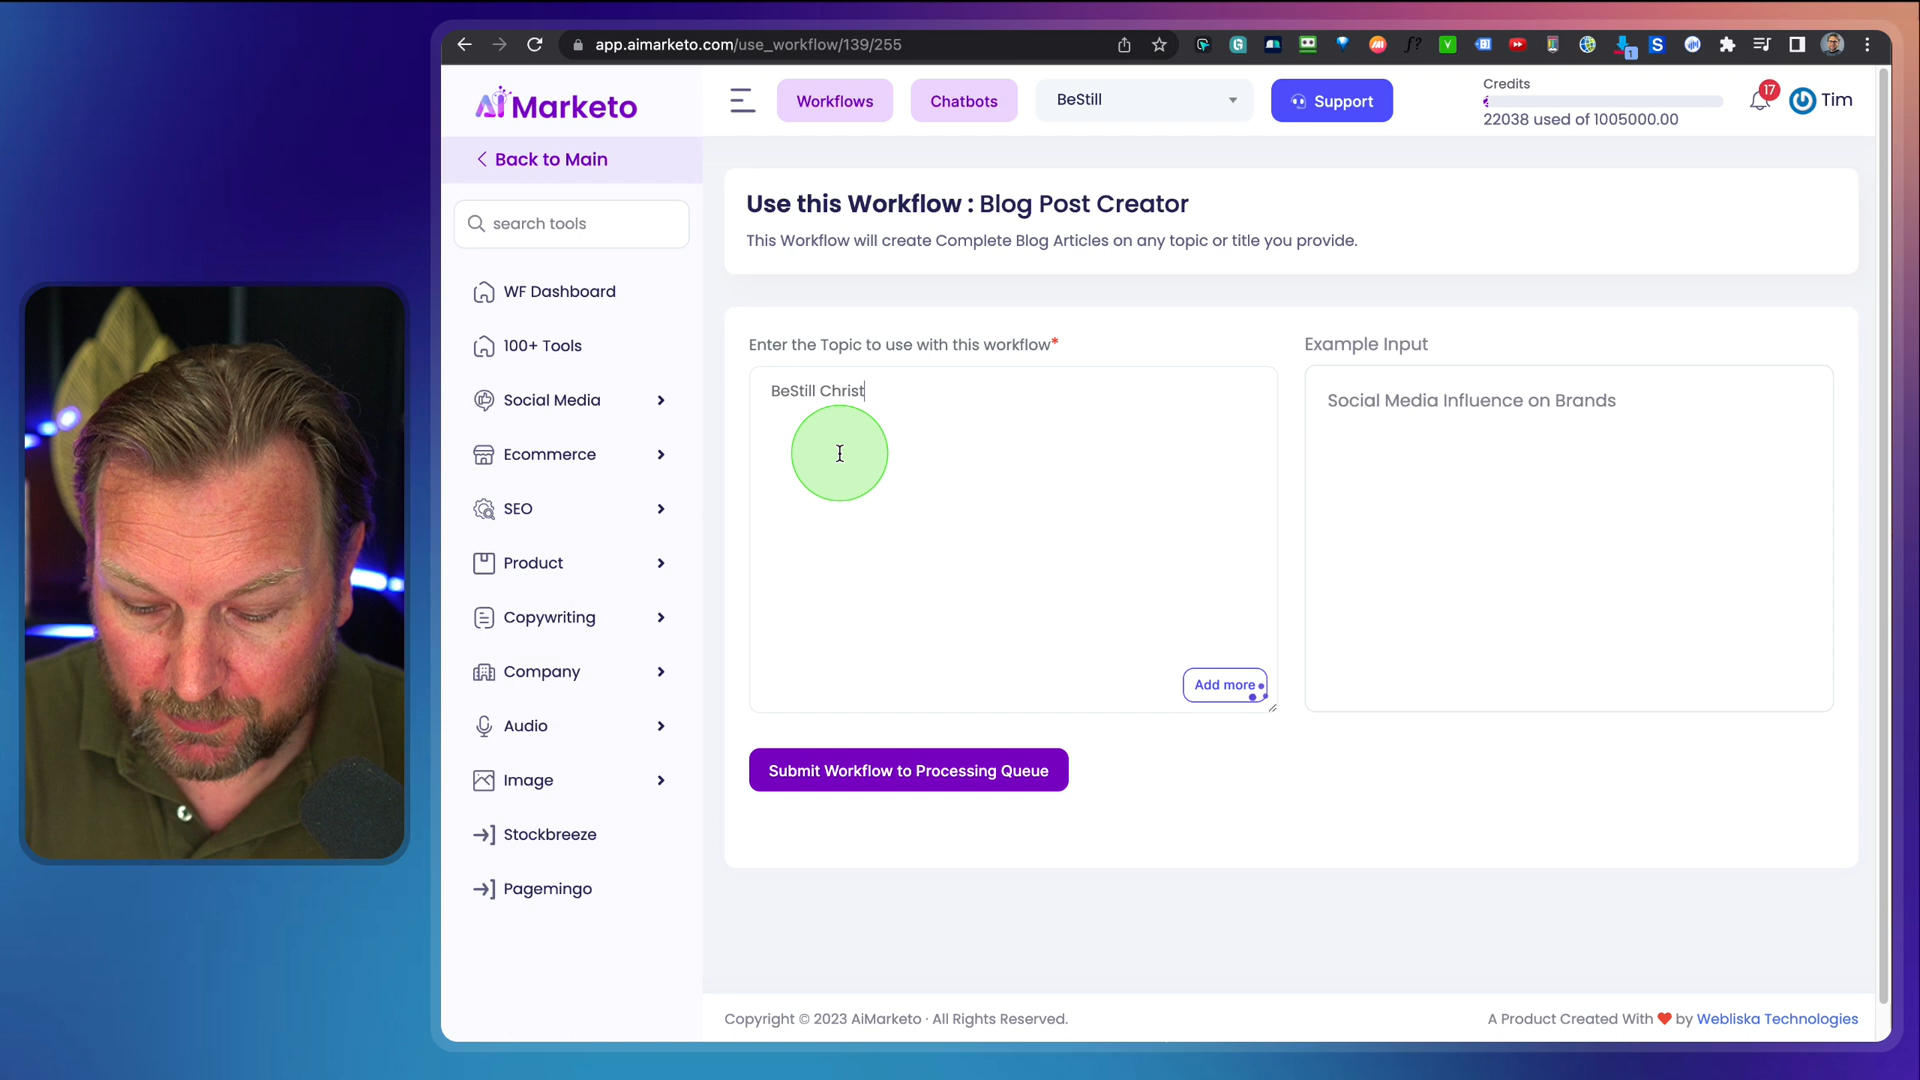 app.aimarketo.com/use_workflow/139/255
AiMarketo
Workflows
Chatbots
BeStill
Support
Credits
22038 used of 1005000.00
17
Tim
Back to Main
search tools
WF Dashboard
100+ Tools
Social Media
Ecommerce
SEO
Product
Copywriting
Company
Audio
Image
Stockbreeze
Pagemingo
Use this Workflow : Blog Post Creator
This Workflow will create Complete Blog Articles on any topic or title you provide.
Enter the Topic to use with this workflow*
BeStill Christ
Add more
Example Input
Social Media Influence on Brands
Submit Workflow to Processing Queue
Copyright © 2023 AiMarketo · All Rights Reserved.
A Product Created With ❤ by Webliska Technologies